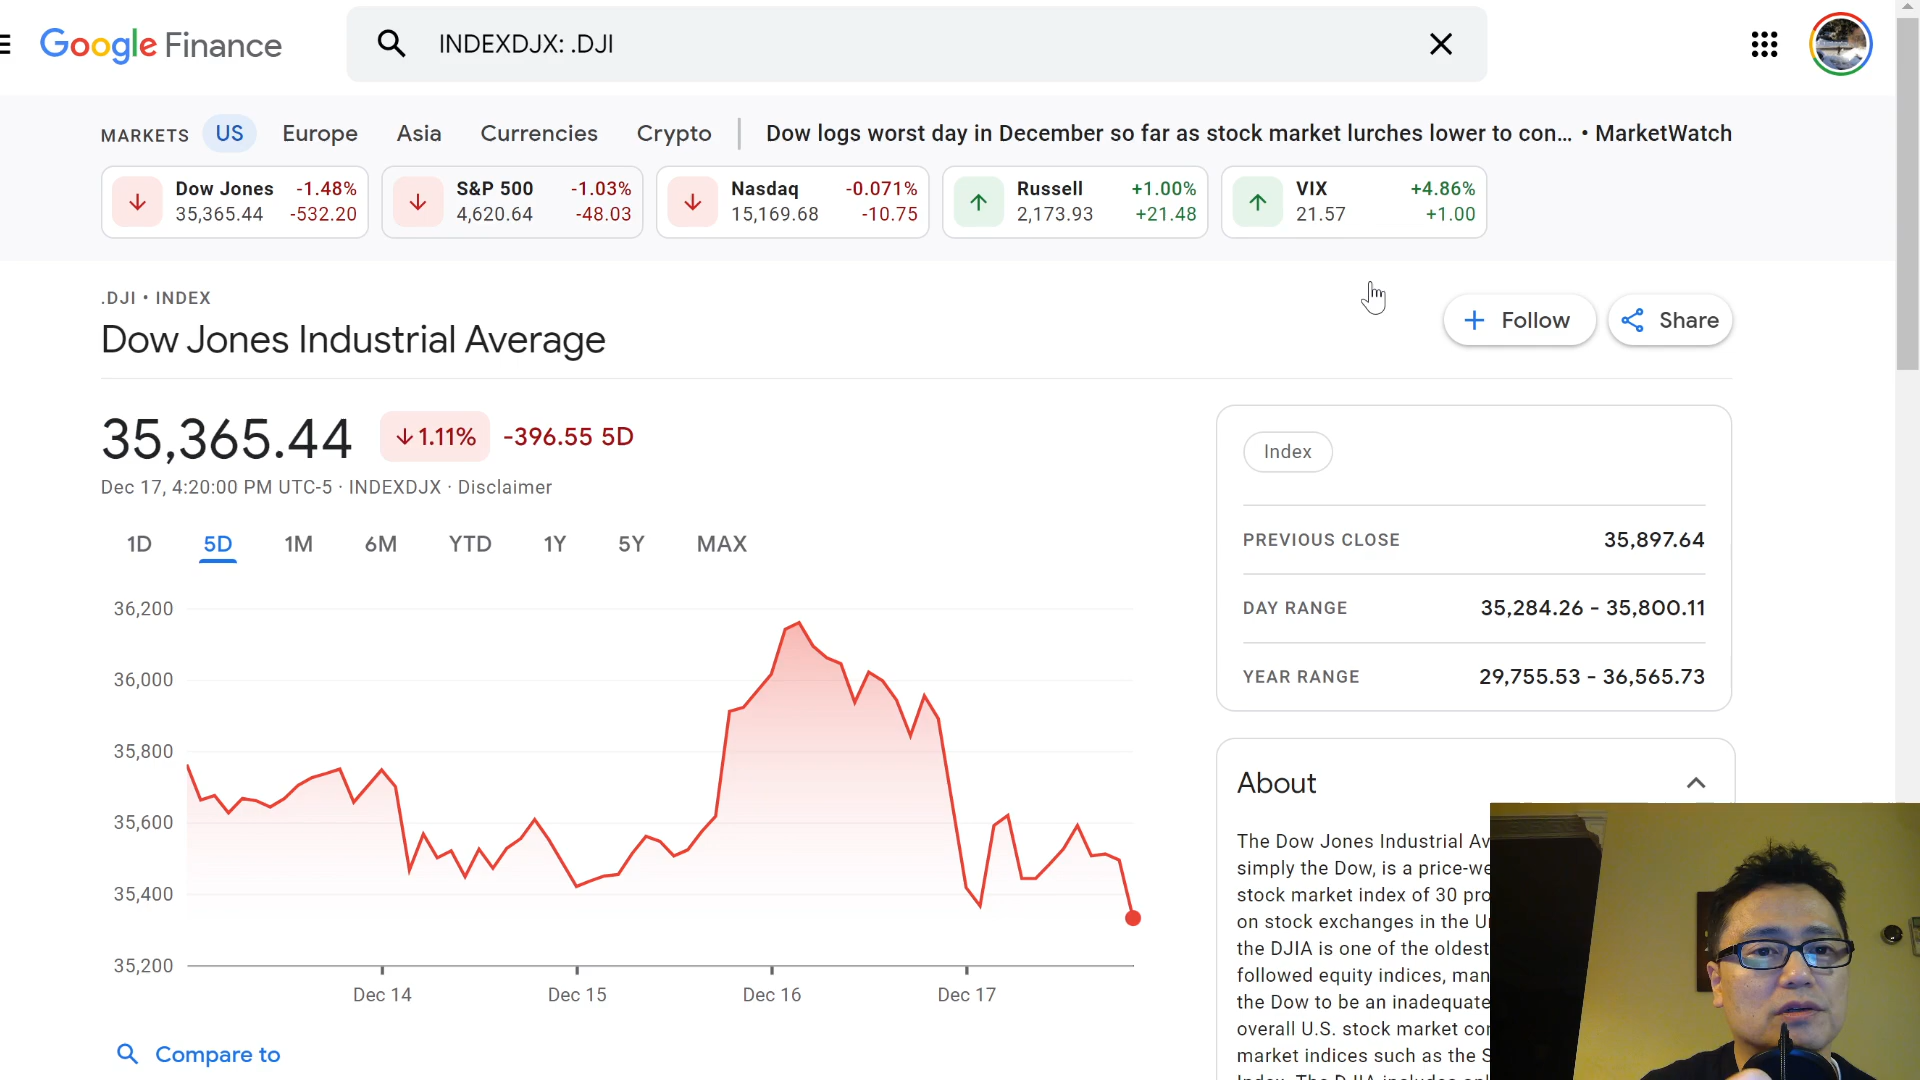 Google Finance
INDEXDJX: .DJI
MARKETS US Europe Asia Currencies Crypto Dow logs worst day in December so far as stock market lurches lower to con... • MarketWatch
Dow Jones -1.48%
35,365.44 -532.20
S&P 500 -1.03%
4,620.64 -48.03
Nasdaq -0.071%
15,169.68 -10.75
Russell +1.00%
2,173.93 +21.48
VIX +4.86%
21.57 +1.00
.DJI • INDEX
Dow Jones Industrial Average
Follow
Share
35,365.44 1.11% -396.55 5D
Dec 17, 4:20:00 PM UTC-5 · INDEXDJX · Disclaimer
1D 5D 1M 6M YTD 1Y 5Y MAX
36,200
36,000
35,800
35,600
35,400
35,200
Dec 14 Dec 15 Dec 16 Dec 17
Compare to
Index
PREVIOUS CLOSE 35,897.64
DAY RANGE 35,284.26 - 35,800.11
YEAR RANGE 29,755.53 - 36,565.73
About
The Dow Jones Industrial Av
simply the Dow, is a price-we
stock market index of 30 pro
on stock exchanges in the U
the DJIA is one of the oldest
followed equity indices, man
the Dow to be an inadequate
overall U.S. stock market co
market indices such as the S